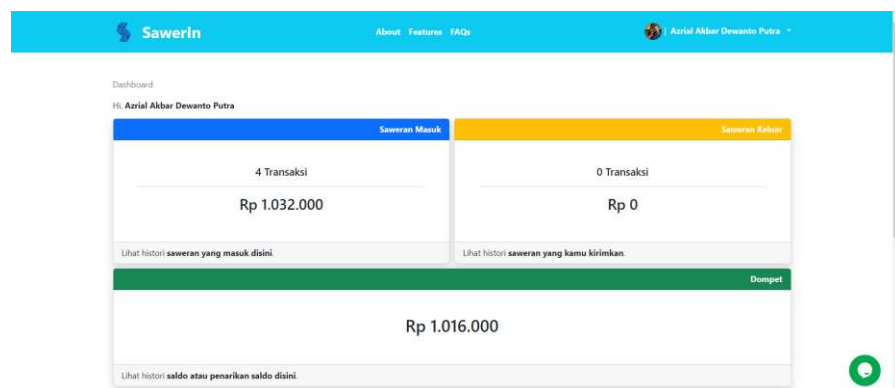 SawerIn
About Features FAQs
| Azrial Akbar Dewanto Putra
Dashboard
Hi, Azrial Akbar Dewanto Putra
Saweran Masuk
4 Transaksi
Rp 1.032.000
Lihat histori saweran yang masuk disini.
Saweran Keluar
0 Transaksi
Rp 0
Lihat histori saweran yang kamu kirimkan.
Dompet
Rp 1.016.000
Lihat histori saldo atau penarikan saldo disini.